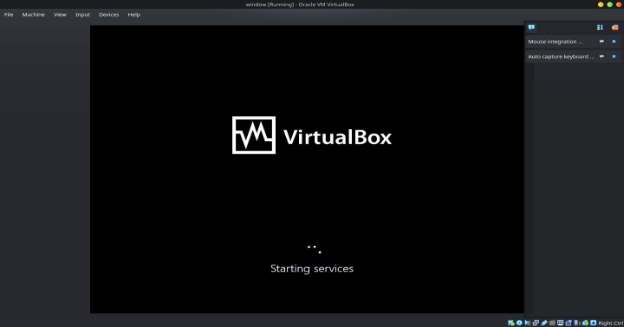 window [Running] - Oracle VM VirtualBox
File Machine View Input Devices Help
Mouse integration ...
Auto capture keyboard ...
VirtualBox
Starting services
Right Ctrl